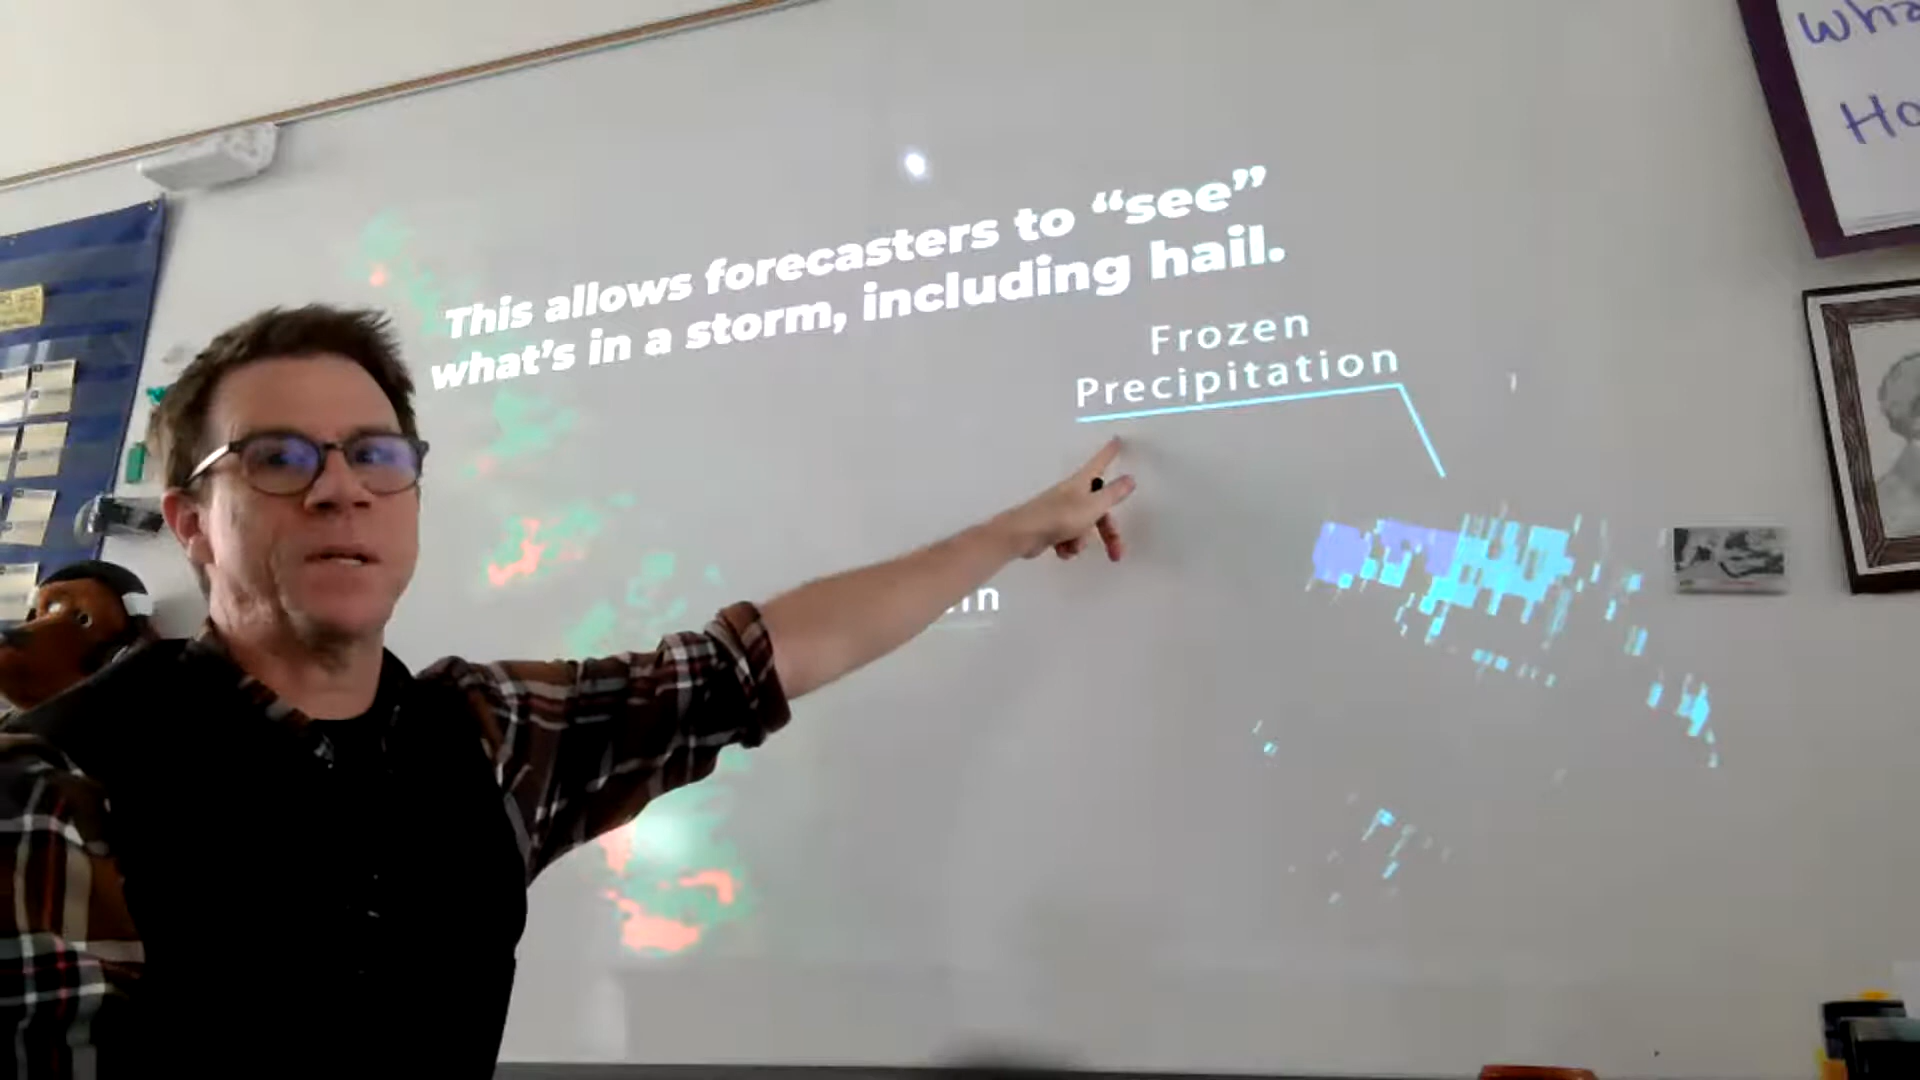 This allows forecasters to “see”
what’s in a storm, including hail.
Frozen
Precipitation